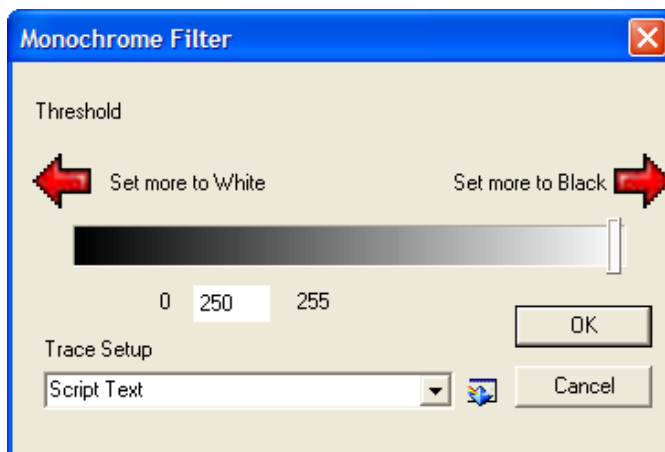 Monochrome Filter
Threshold
Set more to White Set more to Black
0 250 255
OK
Trace Setup
Script Text
Cancel